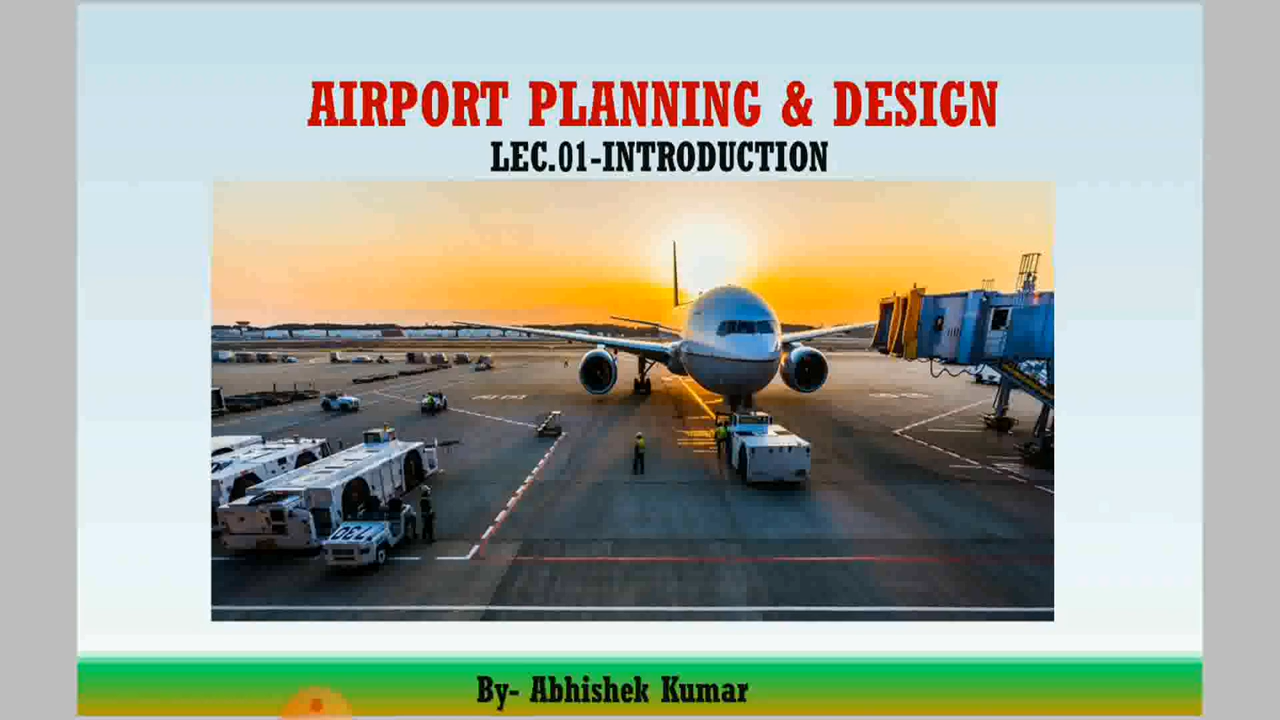 AIRPORT PLANNING & DESIGN
LEC.01-INTRODUCTION
By- Abhishek Kumar